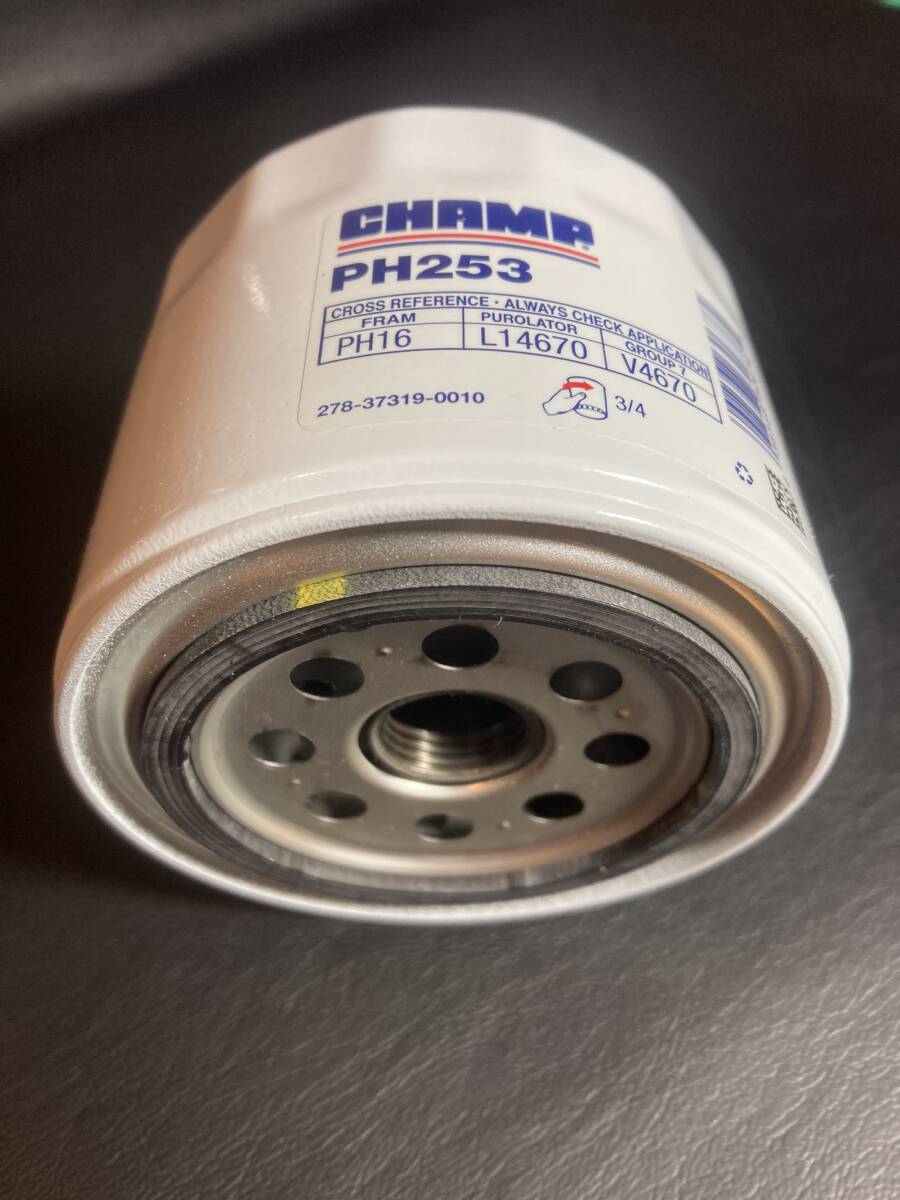 CHAMP®
PH253
CROSS REFERENCE • ALWAYS CHECK APPLICATION
FRAM PUROLATOR GROUP 7
PH16 L14670 V4670
278-37319-0010 3/4